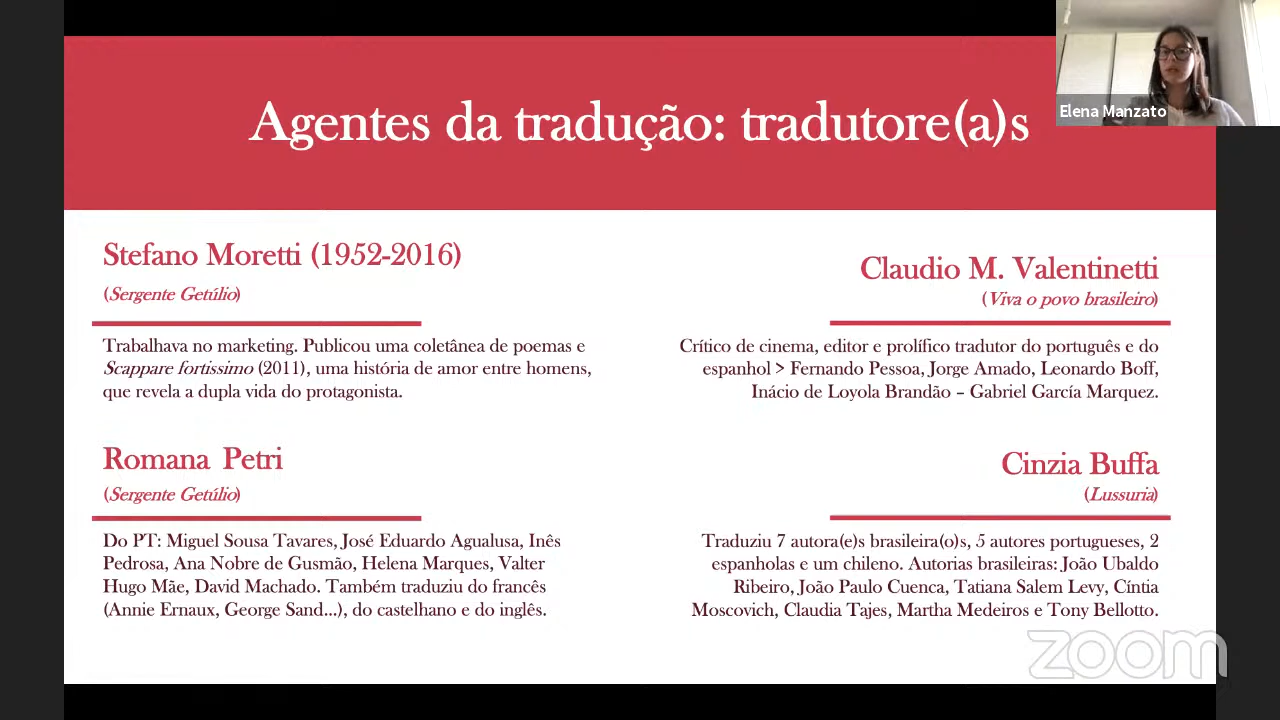 Agentes da tradução: tradutore(a)s
Elena Manzato
Stefano Moretti (1952-2016)
(Sergente Getúlio)
Trabalhava no marketing. Publicou uma coletânea de poemas e
Scappare fortissimo (2011), uma história de amor entre homens,
que revela a dupla vida do protagonista.
Claudio M. Valentinetti
(Viva o povo brasileiro)
Crítico de cinema, editor e prolífico tradutor do português e do
espanhol > Fernando Pessoa, Jorge Amado, Leonardo Boff,
Inácio de Loyola Brandão – Gabriel García Marquez.
Romana Petri
(Sergente Getúlio)
Do PT: Miguel Sousa Tavares, José Eduardo Agualusa, Inês
Pedrosa, Ana Nobre de Gusmão, Helena Marques, Valter
Hugo Mãe, David Machado. Também traduziu do francês
(Annie Ernaux, George Sand...), do castelhano e do inglês.
Cinzia Buffa
(Lussuria)
Traduziu 7 autora(e)s brasileira(o)s, 5 autores portugueses, 2
espanholas e um chileno. Autorias brasileiras: João Ubaldo
Ribeiro, João Paulo Cuenca, Tatiana Salem Levy, Cíntia
Moscovich, Claudia Tajes, Martha Medeiros e Tony Bellotto.
zoom